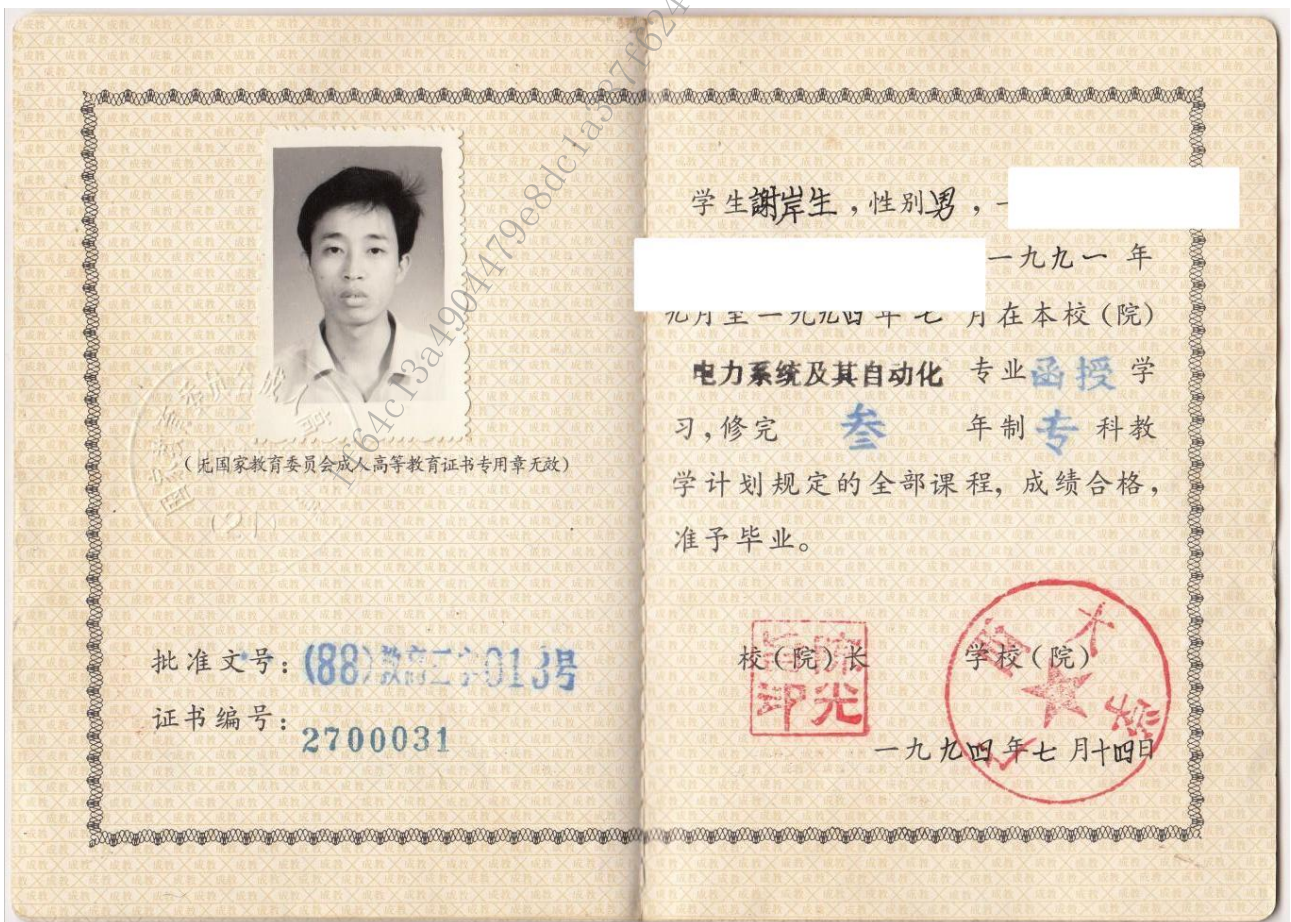 (无国家教育委员会成人高等教育证书专用章无效)
批准文号:(88)教高三字013号
证书编号:2700031
学生謝岸生,性别男,一
一九九一年
九月至一九九四年七月在本校(院)
电力系统及其自动化 专业函授学
习,修完 叁 年制专科教
学计划规定的全部课程,成绩合格,
准予毕业。
校(院)长 学校(院)
一九九四年七月十四日